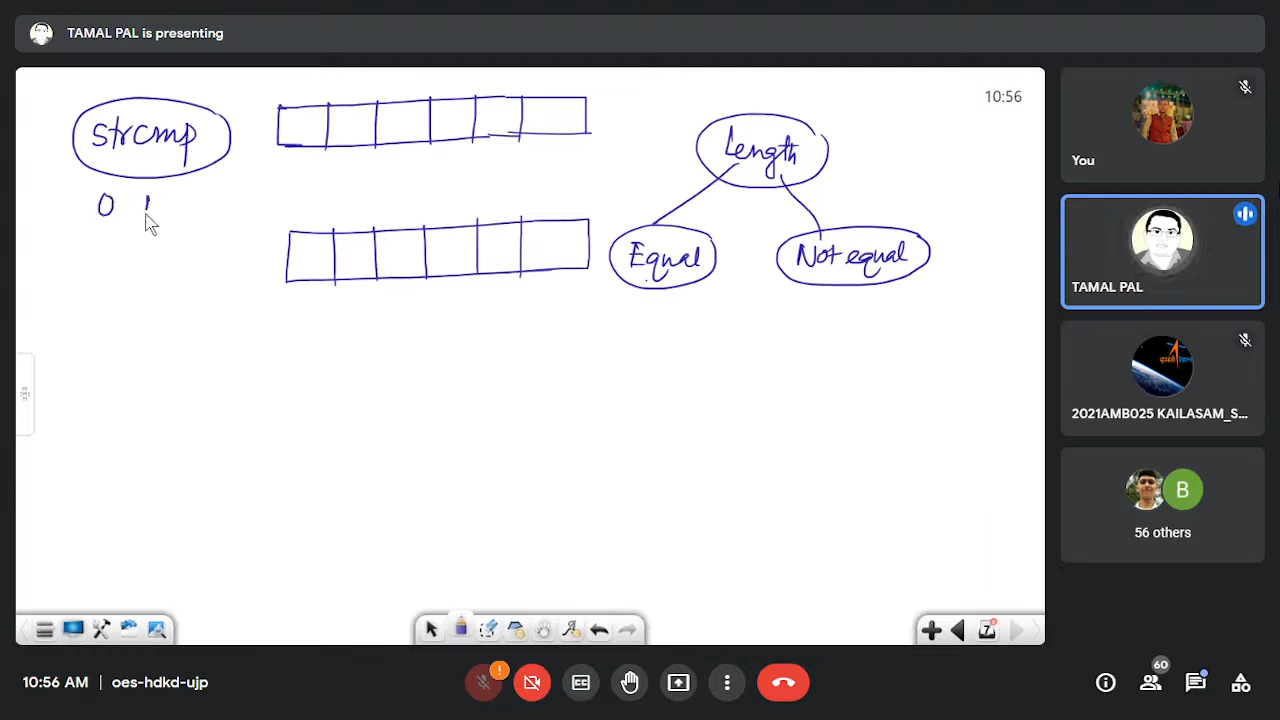 TAMAL PAL is presenting
10:56
strcmp
Length
0 1
Equal
Not equal
You
TAMAL PAL
2021AMB025 KAILASAM_S...
B
56 others
7
10:56 AM | oes-hdkd-ujp
!
60